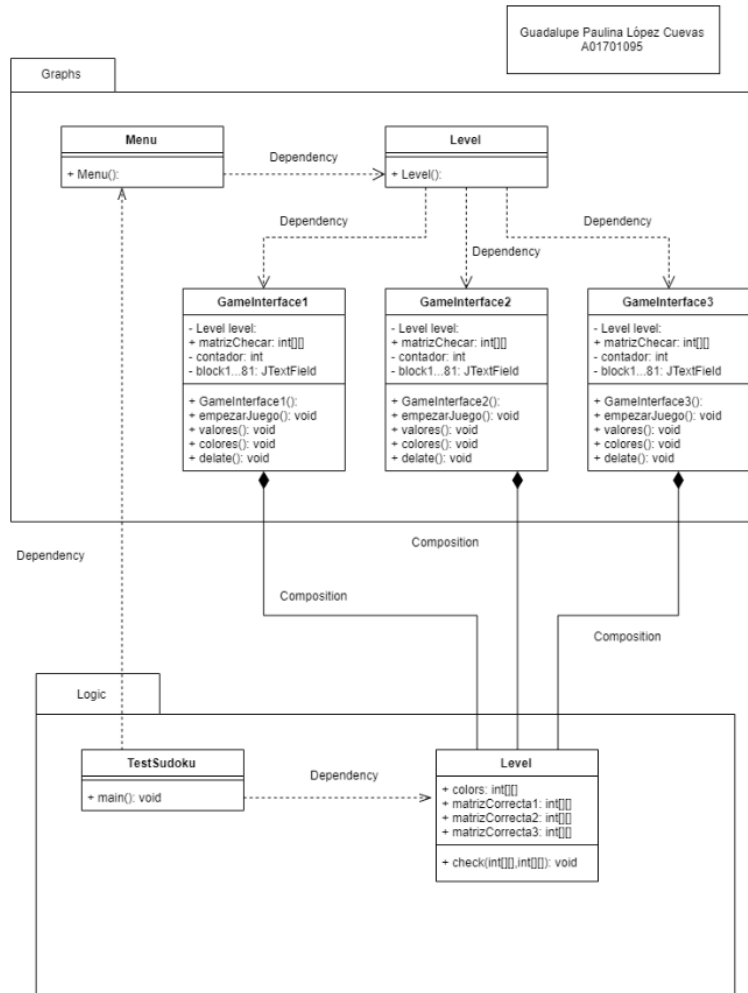 Guadalupe Paulina López Cuevas
A01701095
Graphs
Menu
+ Menu():
Dependency
Level
+ Level():
Dependency
Dependency
Dependency
GameInterface1
- Level level:
+ matrizChecar: int[][]
- contador: int
- block1...81: JTextField
+ GameInterface1():
+ empezarJuego(): void
+ valores(): void
+ colores(): void
+ delate(): void
GameInterface2
- Level level:
+ matrizChecar: int[][]
- contador: int
- block1...81: JTextField
+ GameInterface2():
+ empezarJuego(): void
+ valores(): void
+ colores(): void
+ delate(): void
GameInterface3
- Level level:
+ matrizChecar: int[][]
- contador: int
- block1...81: JTextField
+ GameInterface3():
+ empezarJuego(): void
+ valores(): void
+ colores(): void
+ delate(): void
Dependency
Composition
Composition
Composition
Logic
TestSudoku
+ main(): void
Dependency
Level
+ colors: int[][]
+ matrizCorrecta1: int[][]
+ matrizCorrecta2: int[][]
+ matrizCorrecta3: int[][]
+ check(int[][],int[][]): void